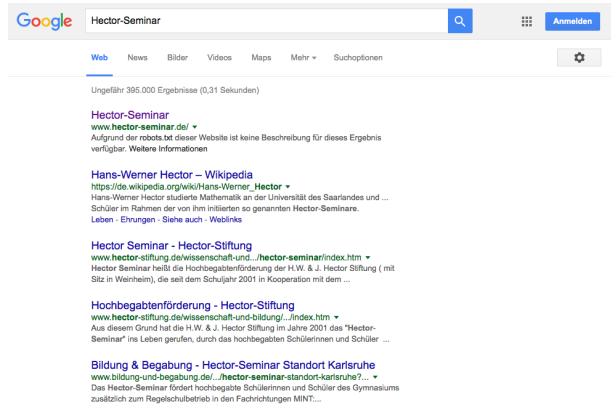 Google Hector-Seminar Anmelden
Web News Bilder Videos Maps Mehr Suchoptionen
Ungefähr 395.000 Ergebnisse (0,31 Sekunden)
Hector-Seminar
www.hector-seminar.de/
Aufgrund der robots.txt dieser Website ist keine Beschreibung für dieses Ergebnis
verfügbar. Weitere Informationen
Hans-Werner Hector – Wikipedia
https://de.wikipedia.org/wiki/Hans-Werner_Hector
Hans-Werner Hector studierte Mathematik an der Universität des Saarlandes und ...
Schüler im Rahmen der von ihm initiierten so genannten Hector-Seminare.
Leben - Ehrungen - Siehe auch - Weblinks
Hector Seminar - Hector-Stiftung
www.hector-stiftung.de/wissenschaft-und.../hector-seminar/index.htm
Hector Seminar heißt die Hochbegabtenförderung der H.W. & J. Hector Stiftung ( mit
Sitz in Weinheim), die seit dem Schuljahr 2001 in Kooperation mit dem ...
Hochbegabtenförderung - Hector-Stiftung
www.hector-stiftung.de/wissenschaft-und-bildung/.../index.htm
Aus diesem Grund hat die H.W. & J. Hector Stiftung im Jahre 2001 das "Hector-
Seminar" ins Leben gerufen, durch das hochbegabten Schülerinnen und Schüler ...
Bildung & Begabung - Hector-Seminar Standort Karlsruhe
www.bildung-und-begabung.de/.../hector-seminar-standort-karlsruhe?...
Das Hector-Seminar fördert hochbegabte Schülerinnen und Schüler des Gymnasiums
zusätzlich zum Regelschulbetrieb in den Fachrichtungen MINT:...